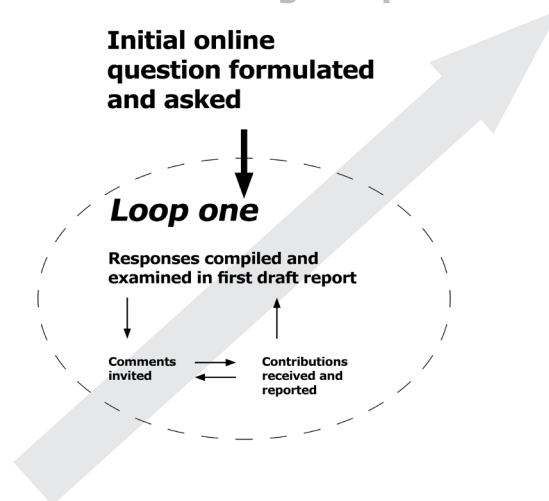 Initial online
question formulated
and asked
Loop one
Responses compiled and
examined in first draft report
Comments
invited
Contributions
received and
reported